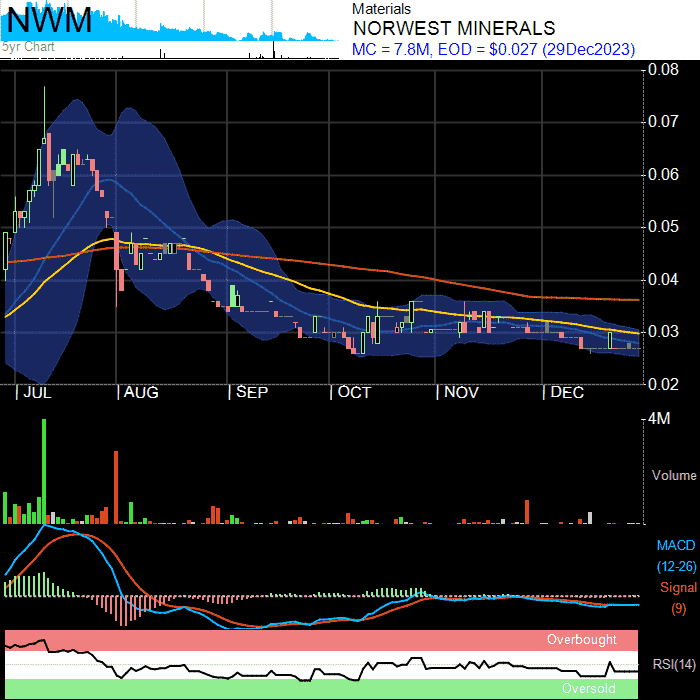 NWM
5yr Chart
Materials
NORWEST MINERALS
MC = 7.8M, EOD = $0.027 (29Dec2023)
0.08
0.07
0.06
0.05
0.04
0.03
0.02
JUL AUG SEP OCT NOV DEC
4M
Volume
MACD
(12-26)
Signal
(9)
Overbought
RSI(14)
Oversold